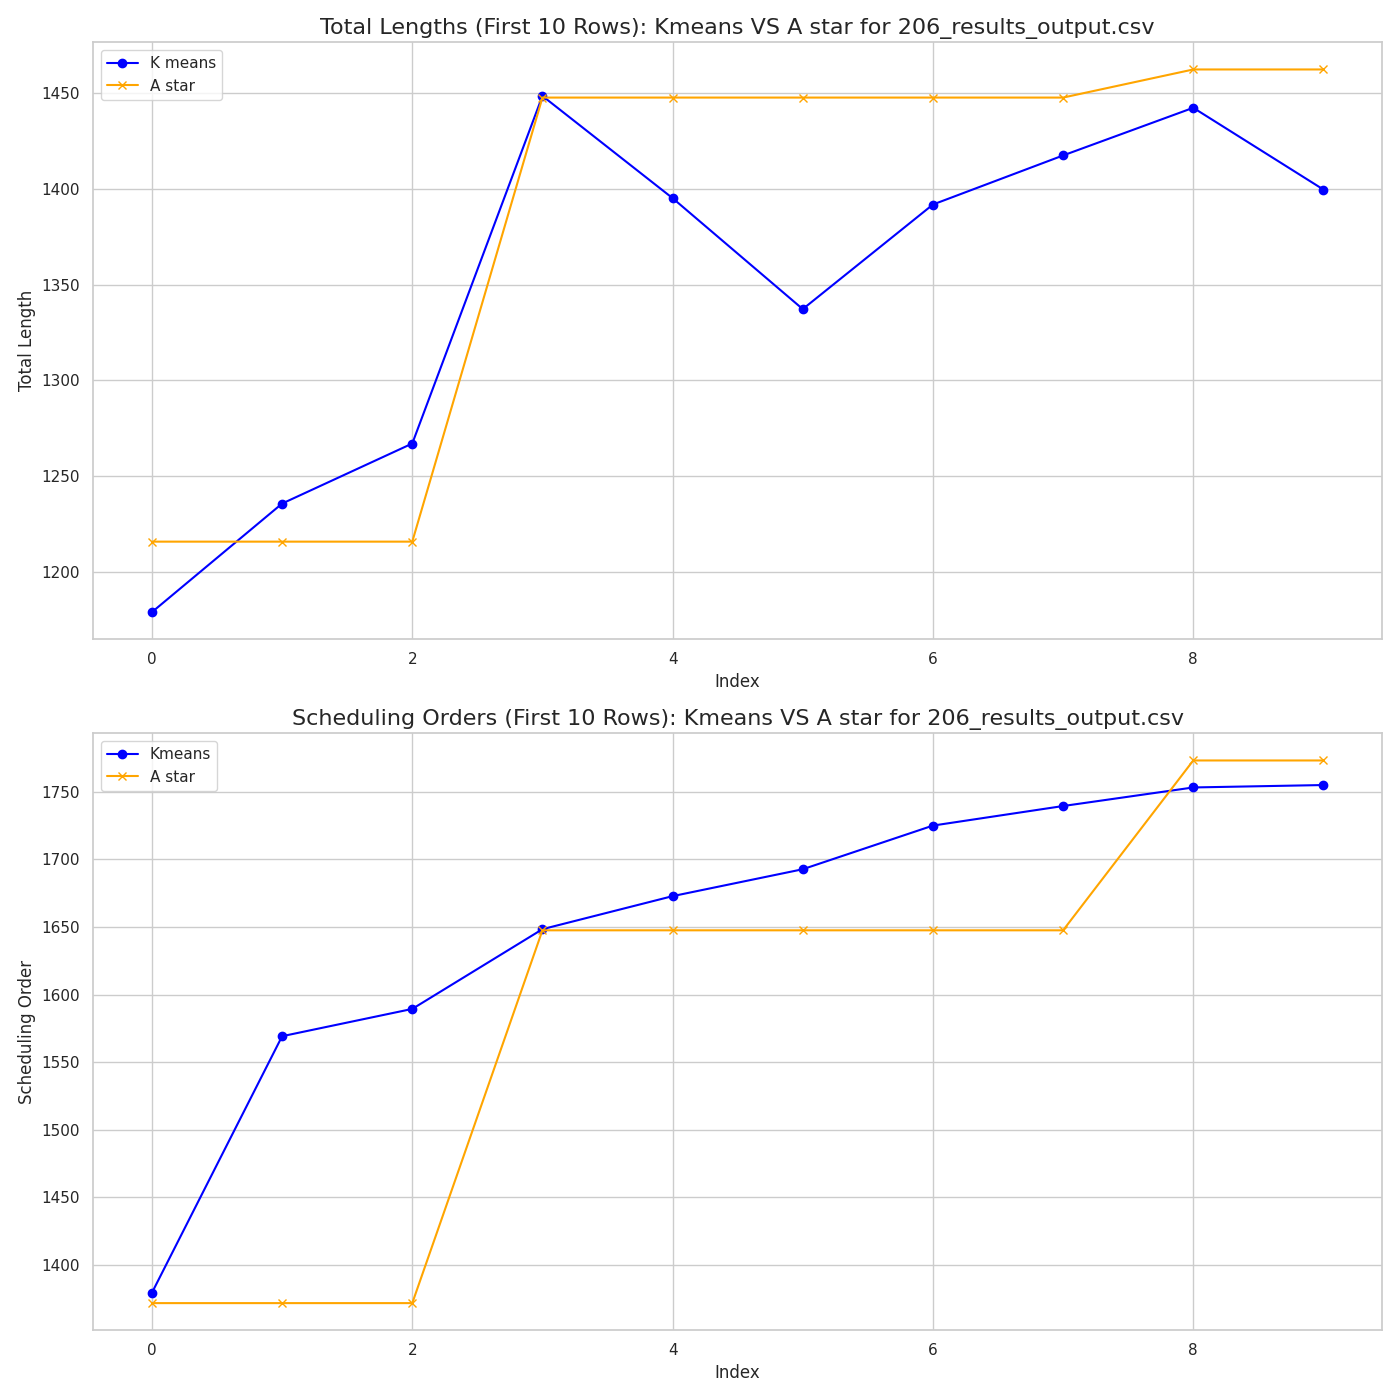 Total Lengths (First 10 Rows): Kmeans VS A star for 206_results_output.csv
K means
A star
Total Length
1450
1400
1350
1300
1250
1200
0 2 4 6 8
Index
Scheduling Orders (First 10 Rows): Kmeans VS A star for 206_results_output.csv
Kmeans
A star
Scheduling Order
1750
1700
1650
1600
1550
1500
1450
1400
0 2 4 6 8
Index